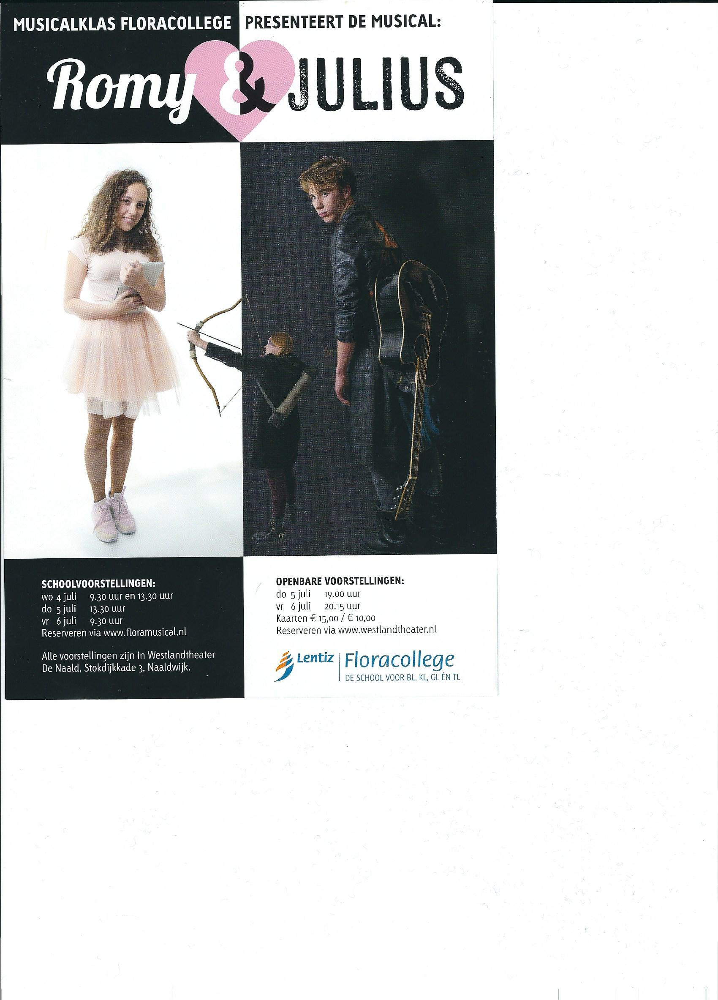 MUSICALKLAS FLORACOLLEGE PRESENTEERT DE MUSICAL:
Romy & JULIUS
SCHOOLVOORSTELLINGEN:
wo 4 juli 9.30 uur en 13.30 uur
do 5 juli 13.30 uur
vr 6 juli 9.30 uur
Reserveren via www.floramusical.nl
Alle voorstellingen zijn in Westlandtheater
De Naald, Stokdijkkade 3, Naaldwijk.
OPENBARE VOORSTELLINGEN:
do 5 juli 19.00 uur
vr 6 juli 20.15 uur
Kaarten € 15,00 / € 10,00
Reserveren via www.westlandtheater.nl
Lentiz | Floracollege
DE SCHOOL VOOR BL, KL, GL ÉN TL